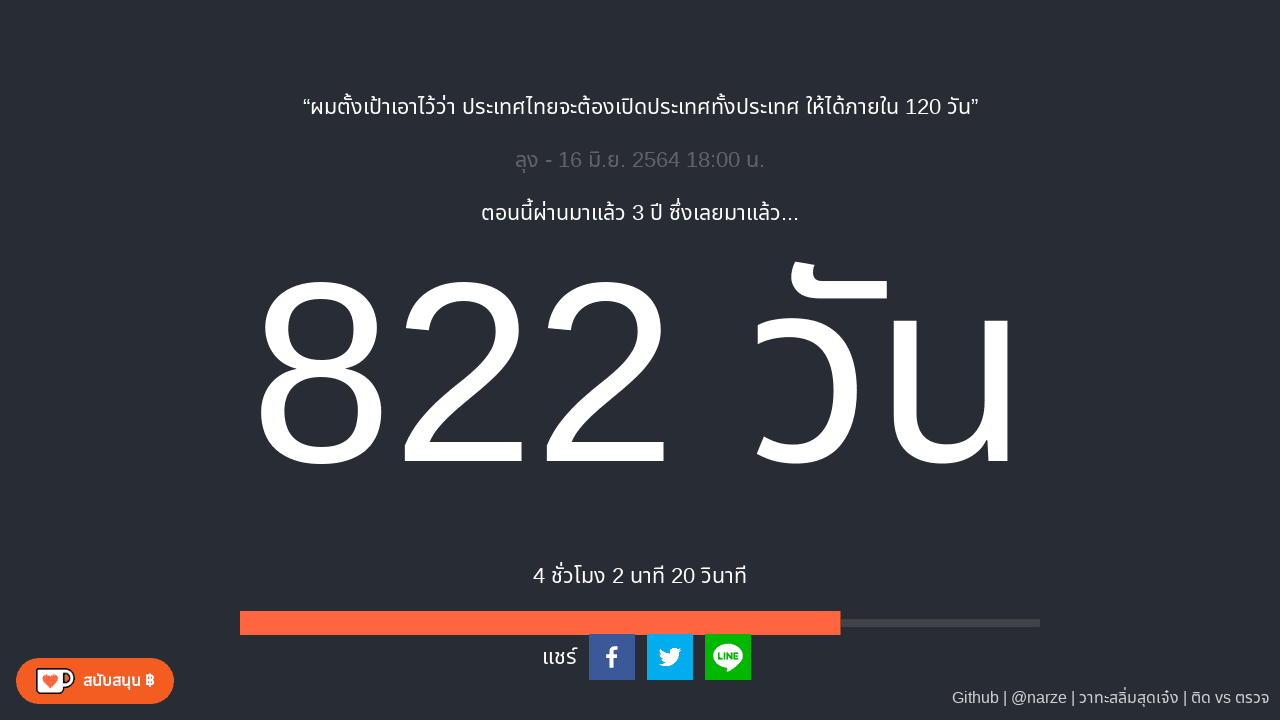 “ผมตั้งเป้าเอาไว้ว่า ประเทศไทยจะต้องเปิดประเทศทั้งประเทศ ให้ได้ภายใน 120 วัน”
ลุง - 16 มิ.ย. 2564 18:00 น.
ตอนนี้ผ่านมาแล้ว 3 ปี ซึ่งเลยมาแล้ว...
822 วัน
4 ชั่วโมง 2 นาที 20 วินาที
แชร์
LINE
สนับสนุน ฿
Github | @narze | วาทะสลิ่มสุดเจ๋ง | ติด vs ตรวจ